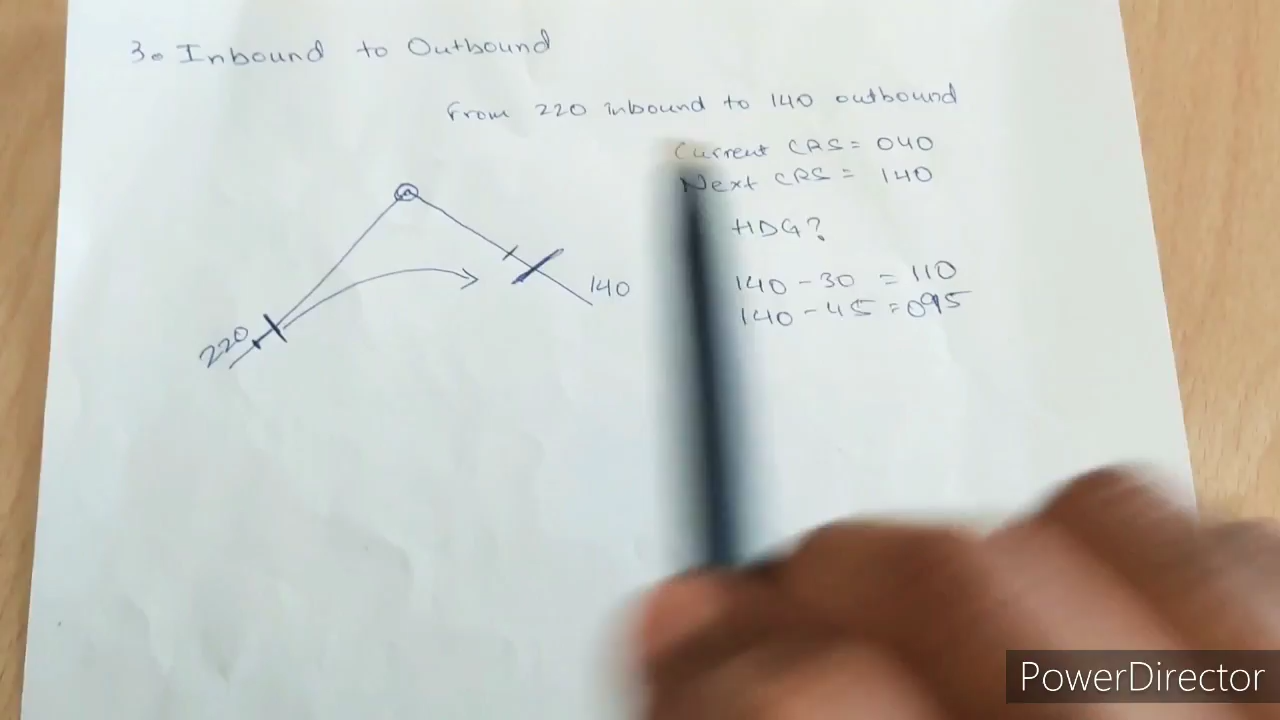 3. Inbound to Outbound
From 220 inbound to 140 outbound
Current CRS = 040
Next CRS = 140
HDG?
140 - 30 = 110
140 - 45 = 095
140
220
PowerDirector